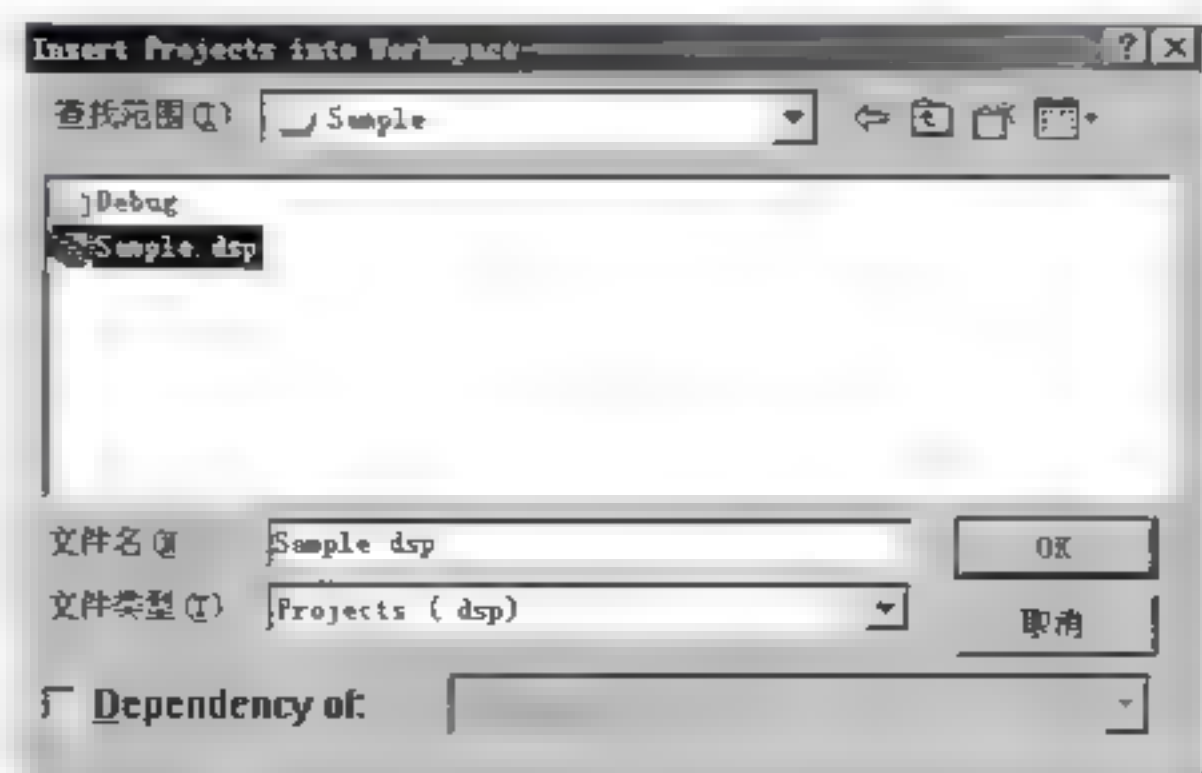 Insert Projects into Workspace
查找范围(I)
Sample
Debug
Sample.dsp
文件名(N
Sample dsp
OK
文件类型(T)
Projects ( dsp)
取消
Dependency of: